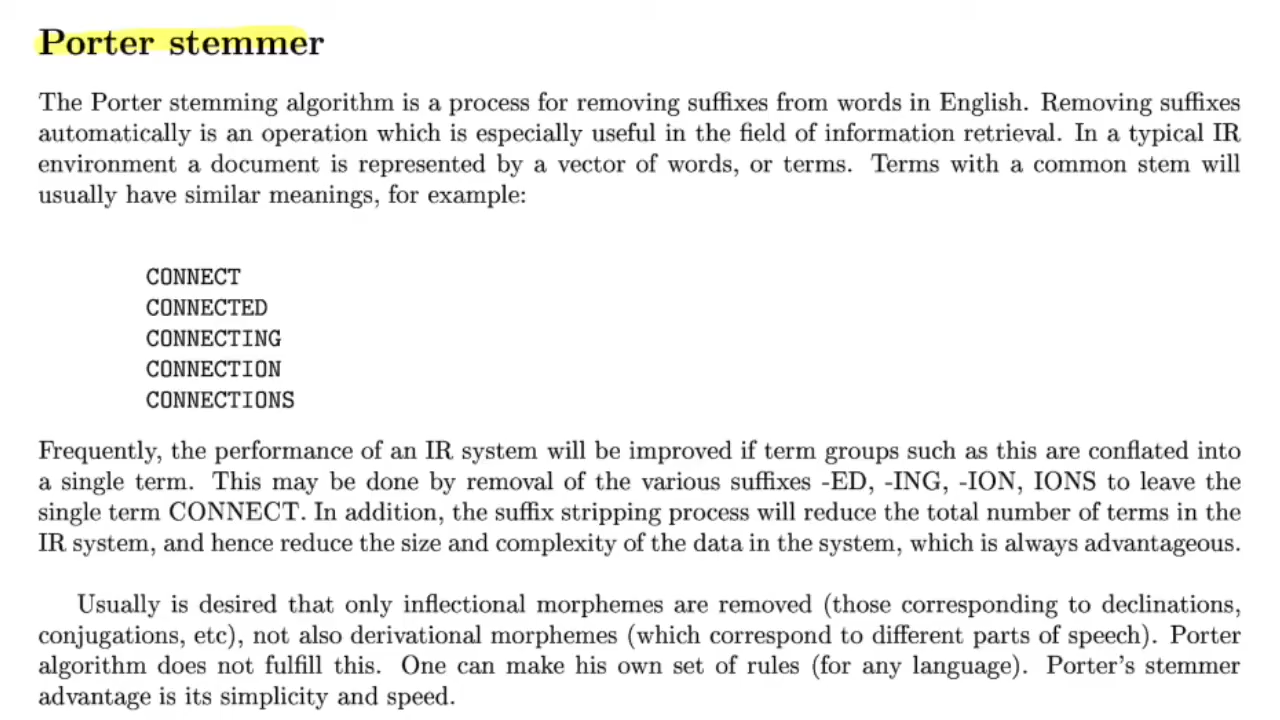 Porter stemmer
The Porter stemming algorithm is a process for removing suffixes from words in English. Removing suffixes
automatically is an operation which is especially useful in the field of information retrieval. In a typical IR
environment a document is represented by a vector of words, or terms. Terms with a common stem will
usually have similar meanings, for example:
CONNECT
CONNECTED
CONNECTING
CONNECTION
CONNECTIONS
Frequently, the performance of an IR system will be improved if term groups such as this are conflated into
a single term. This may be done by removal of the various suffixes -ED, -ING, -ION, IONS to leave the
single term CONNECT. In addition, the suffix stripping process will reduce the total number of terms in the
IR system, and hence reduce the size and complexity of the data in the system, which is always advantageous.
Usually is desired that only inflectional morphemes are removed (those corresponding to declinations,
conjugations, etc), not also derivational morphemes (which correspond to different parts of speech). Porter
algorithm does not fulfill this. One can make his own set of rules (for any language). Porter's stemmer
advantage is its simplicity and speed.